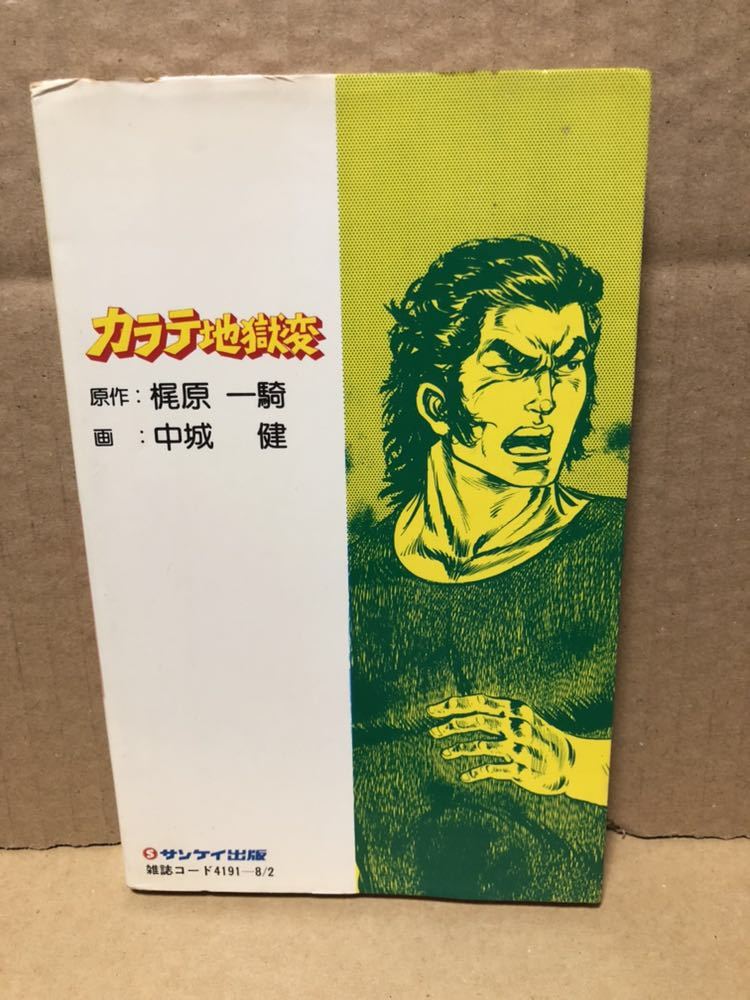 カラテ地獄変
原作：梶原 一騎
画 ：中城 健
Ⓢサンケイ出版
雑誌コード4191―8/2